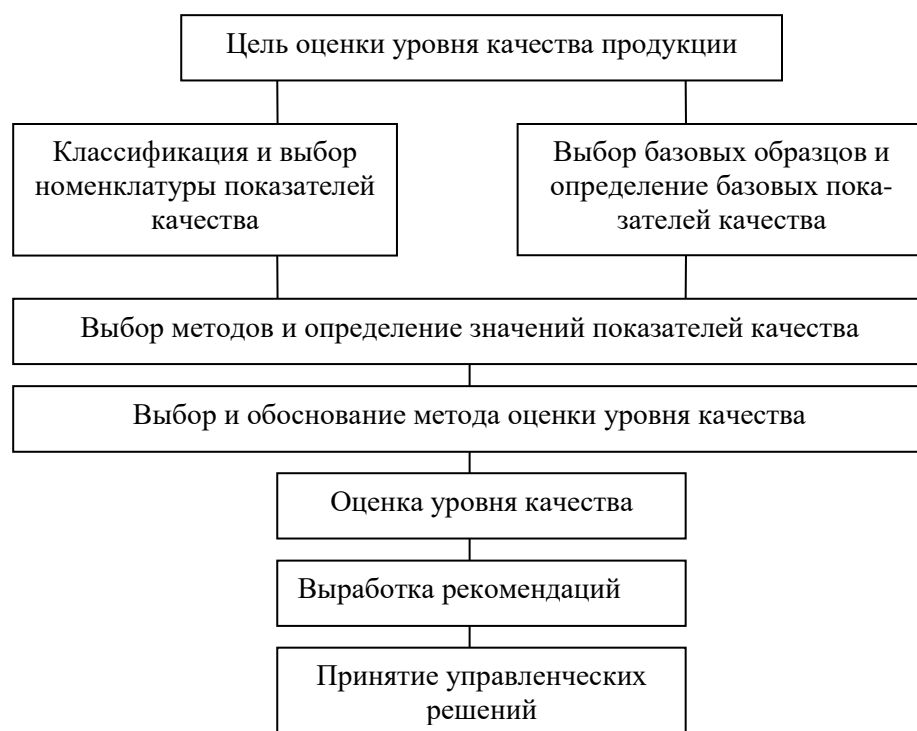 Цель оценки уровня качества продукции
Классификация и выбор
номенклатуры показателей
качества
Выбор базовых образцов и
определение базовых пока-
зателей качества
Выбор методов и определение значений показателей качества
Выбор и обоснование метода оценки уровня качества
Оценка уровня качества
Выработка рекомендаций
Принятие управленческих
решений